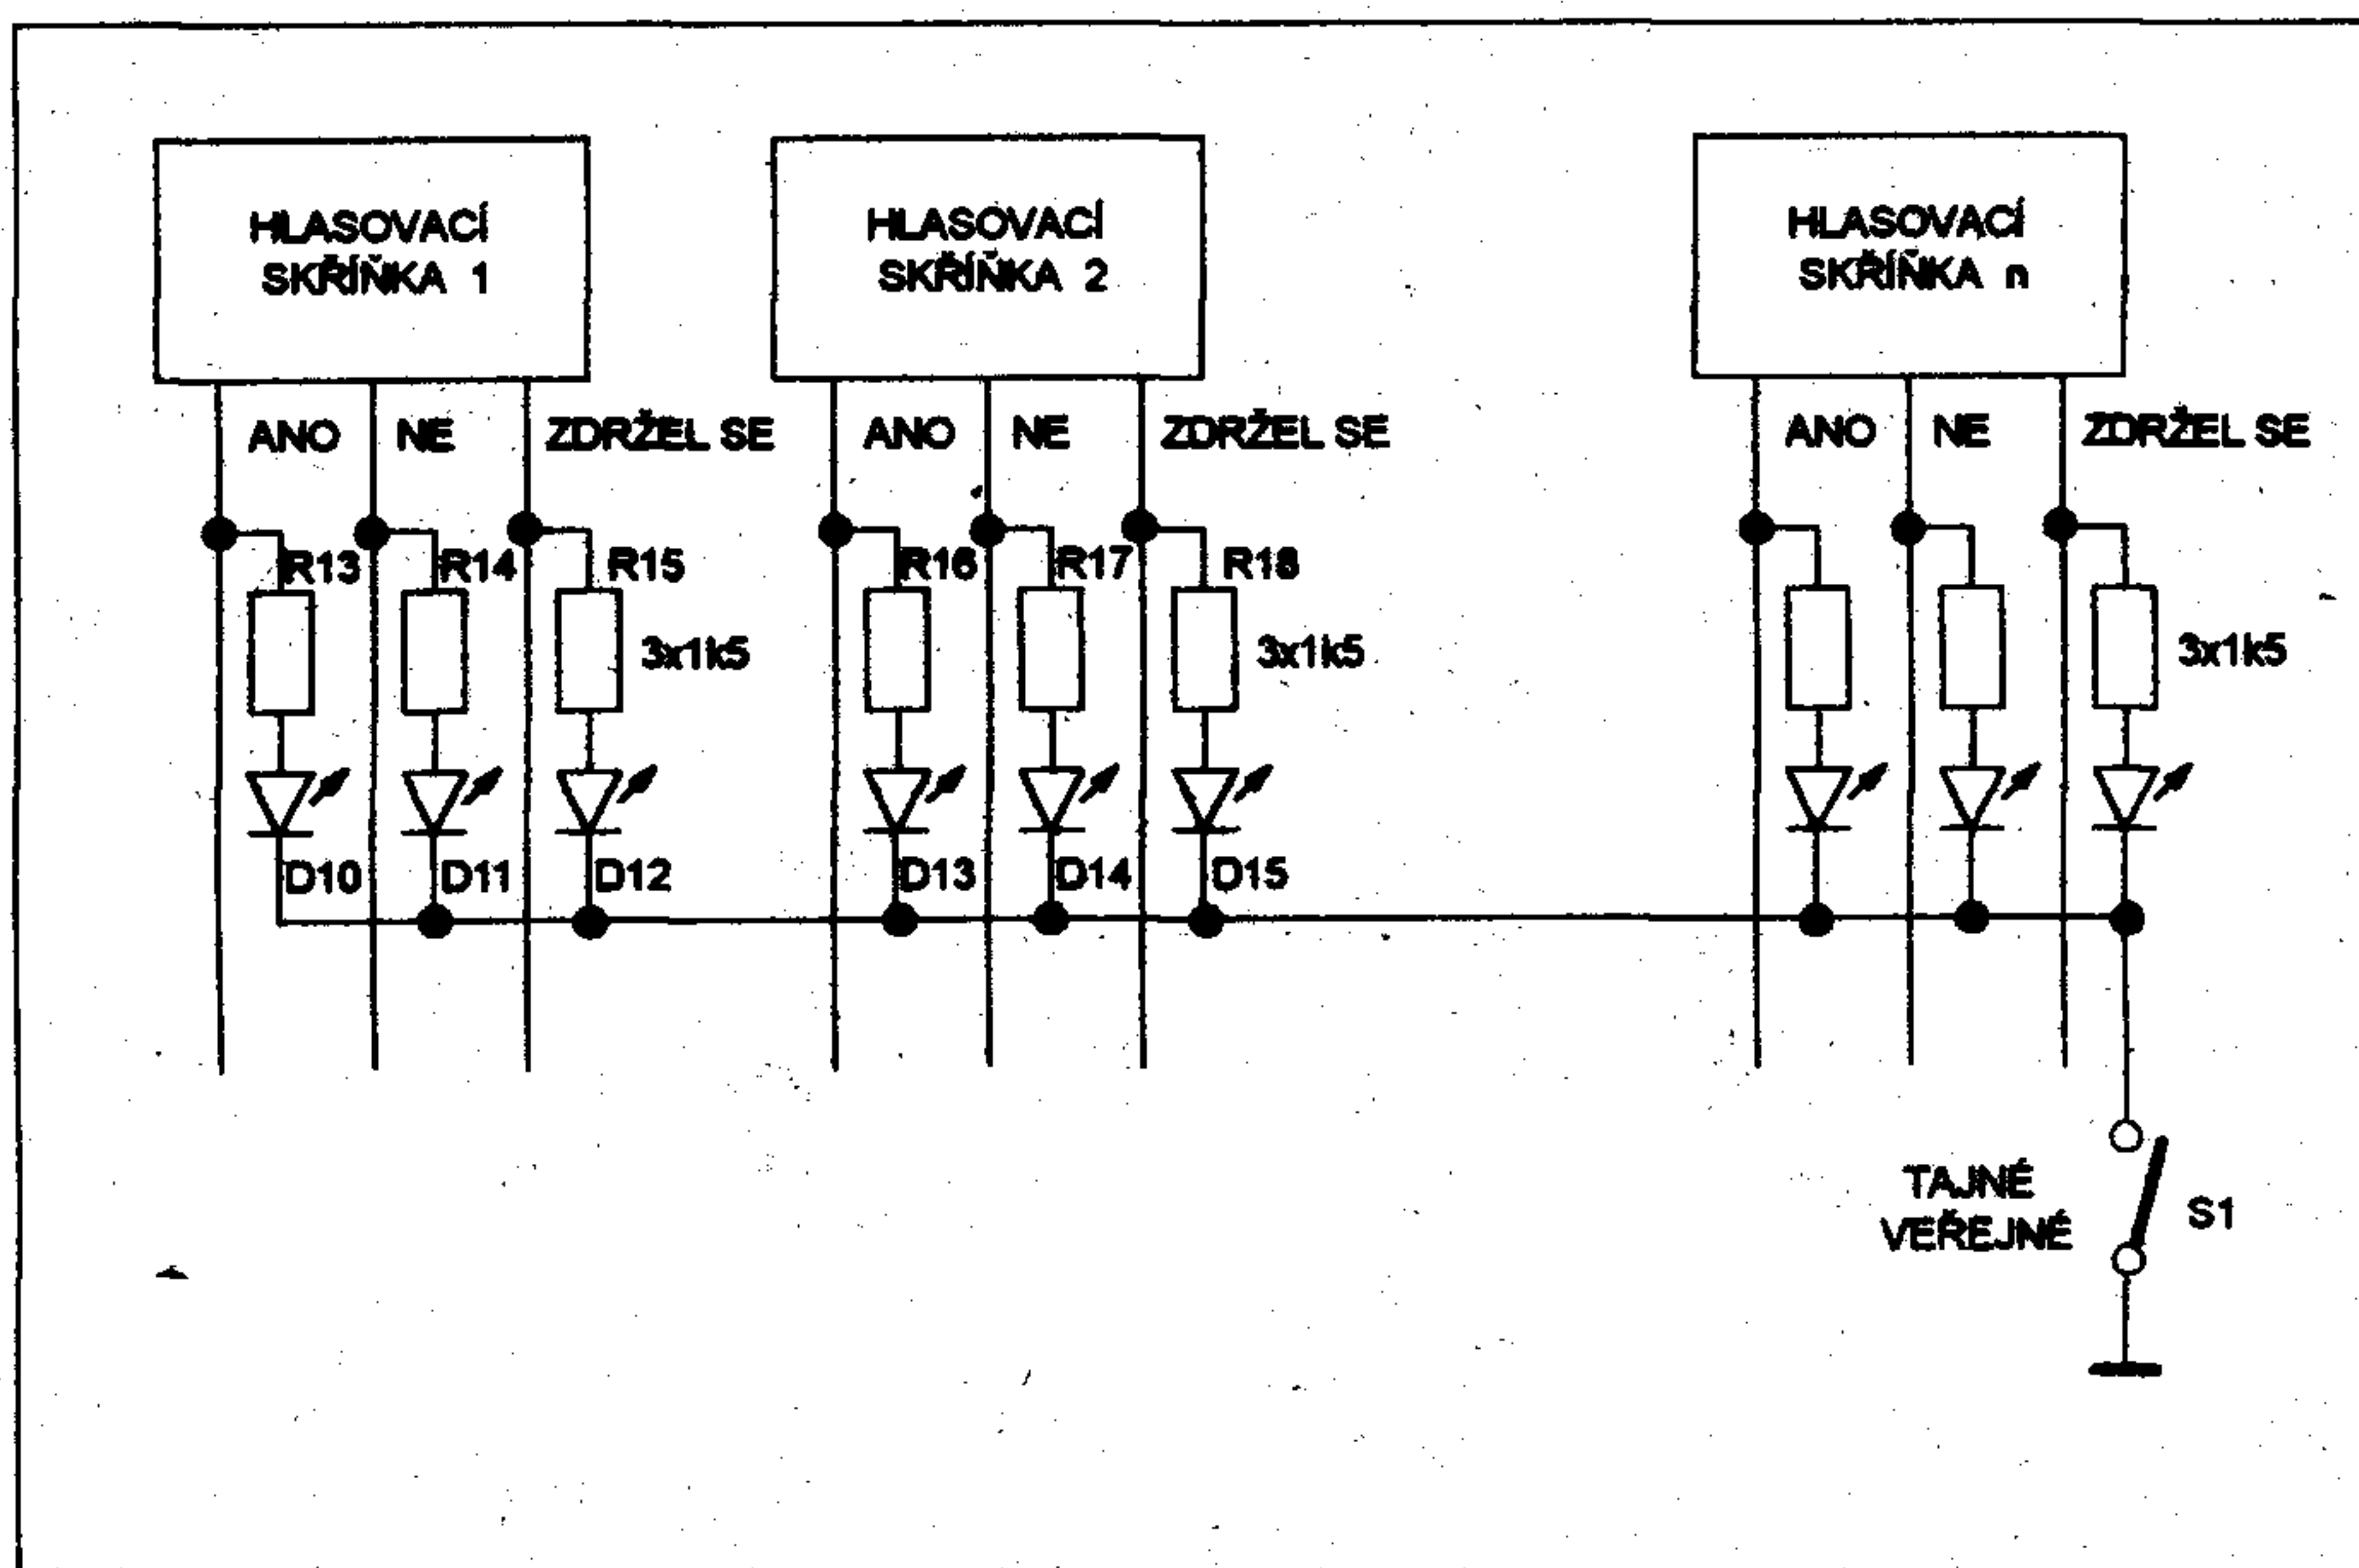 HLASOVACÍ
SKŘÍŇKA 1
HLASOVACÍ
SKŘÍŇKA 2
HLASOVACÍ
SKŘÍŇKA n
ANO NE ZDRŽEL SE
ANO NE ZDRŽEL SE
ANO NE ZDRŽEL SE
R13 R14 R15
R16 R17 R18
3x1k5
3x1k5
3x1k5
D10 D11 D12
D13 D14 D15
TAJNÉ
VEŘEJNÉ
S1